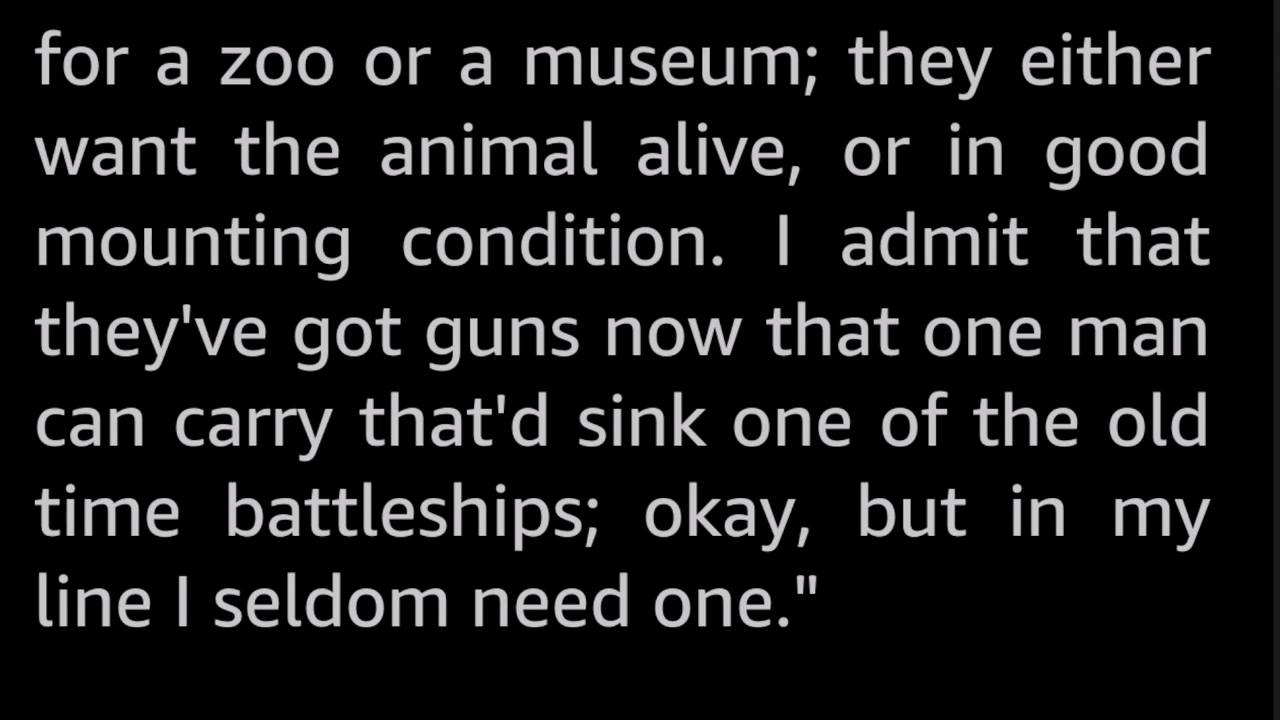 for a zoo or a museum; they either
want the animal alive, or in good
mounting condition. I admit that
they've got guns now that one man
can carry that'd sink one of the old
time battleships; okay, but in my
line I seldom need one."